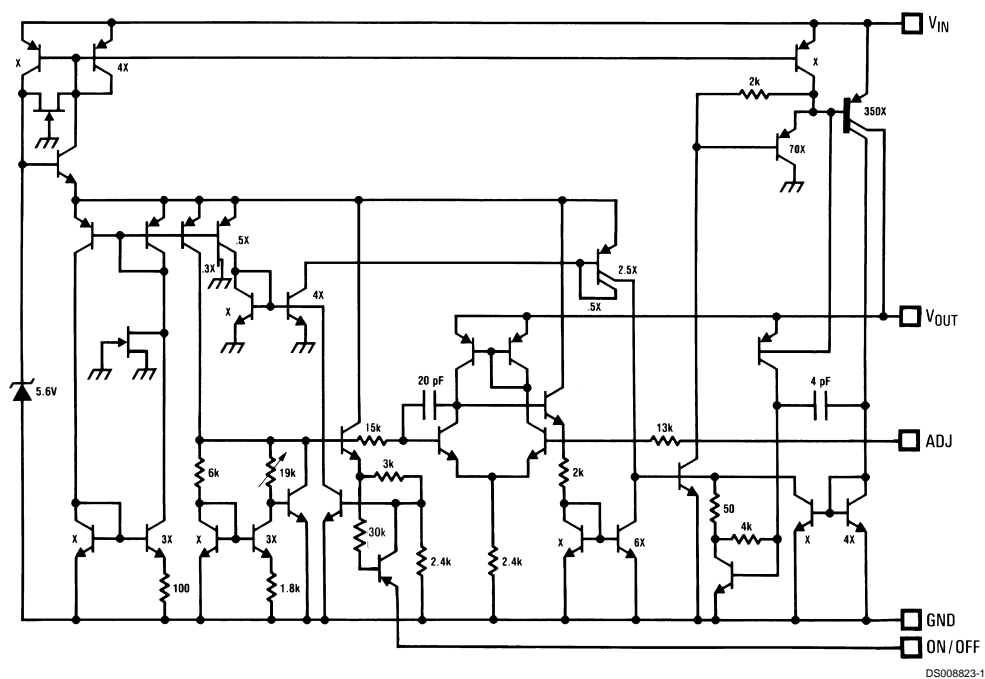 VIN
X
4X
X
2k
350X
70X
.5X
.3X
2.5X
4X
X
.5X
VOUT
5.6V
20 pF
4 pF
15k
13k
ADJ
6k
19k
3k
2k
50
X
3X
X
3X
30k
X
6X
4k
X
4X
2.4k
2.4k
100
1.8k
GND
ON/OFF
DS008823-1